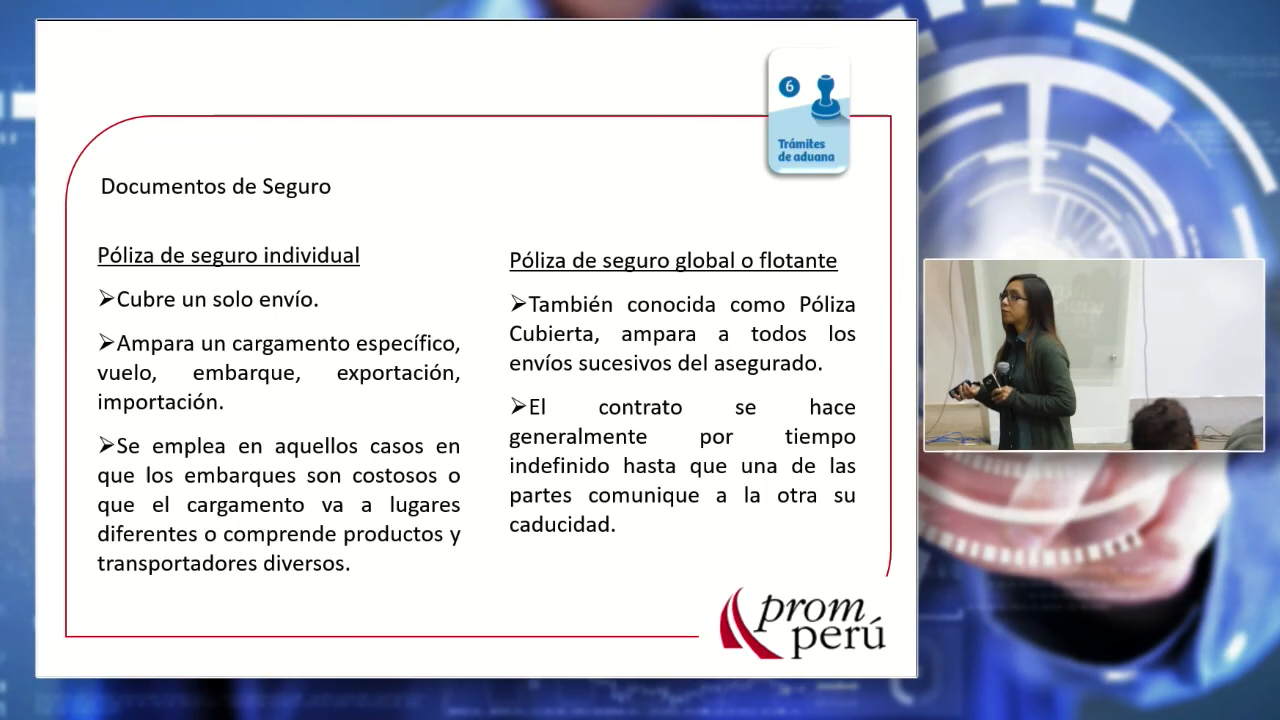 6
Trámites
de aduana
Documentos de Seguro
Póliza de seguro individual
➢Cubre un solo envío.
➢Ampara un cargamento específico,
vuelo, embarque, exportación,
importación.
➢Se emplea en aquellos casos en
que los embarques son costosos o
que el cargamento va a lugares
diferentes o comprende productos y
transportadores diversos.
Póliza de seguro global o flotante
➢También conocida como Póliza
Cubierta, ampara a todos los
envíos sucesivos del asegurado.
➢El contrato se hace
generalmente por tiempo
indefinido hasta que una de las
partes comunique a la otra su
caducidad.
prom
perú